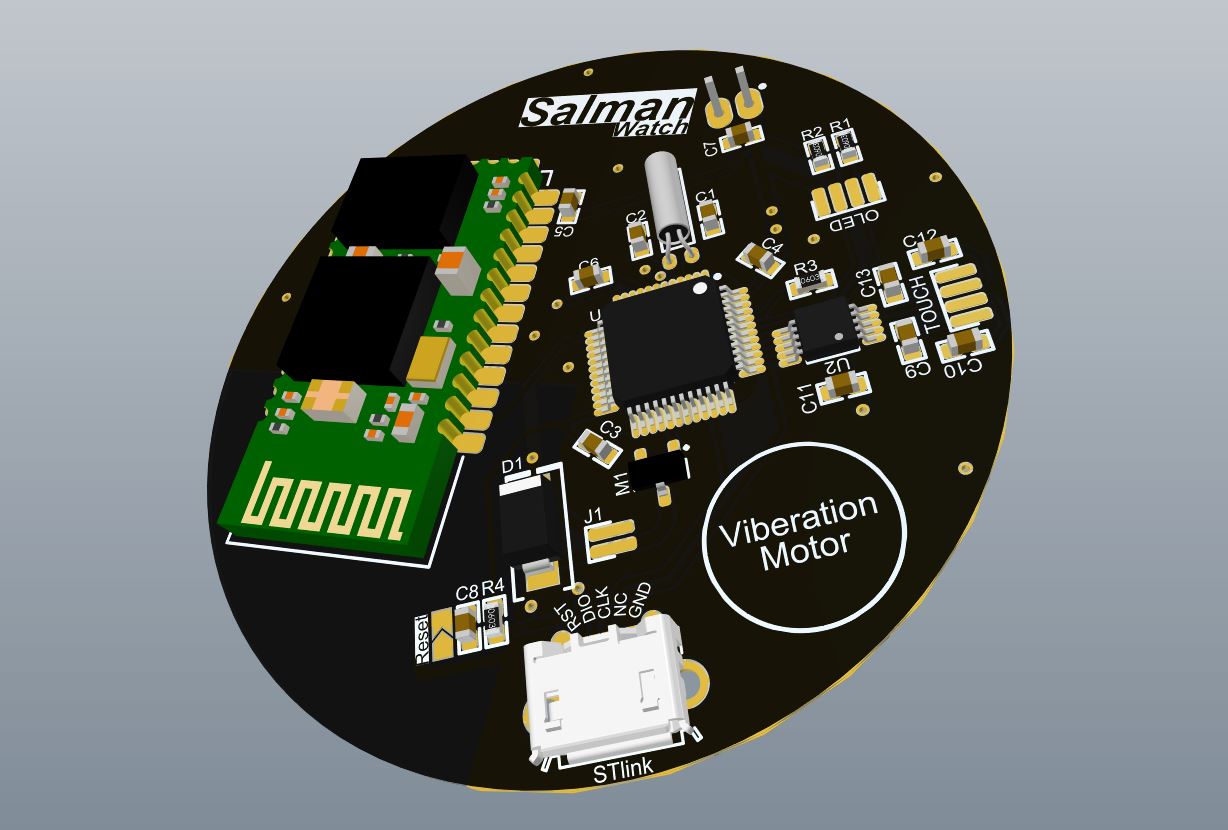 Salman
Watch
C7
R2
R1
OLED
C5
C2
C1
C6
C4
R3
C12
C13
TOUCH
C9
C10
U
U2
C11
C3
M1
D1
J1
C8
R4
Reset
RST
DIO
CLK
NC
GND
Viberation
Motor
STlink